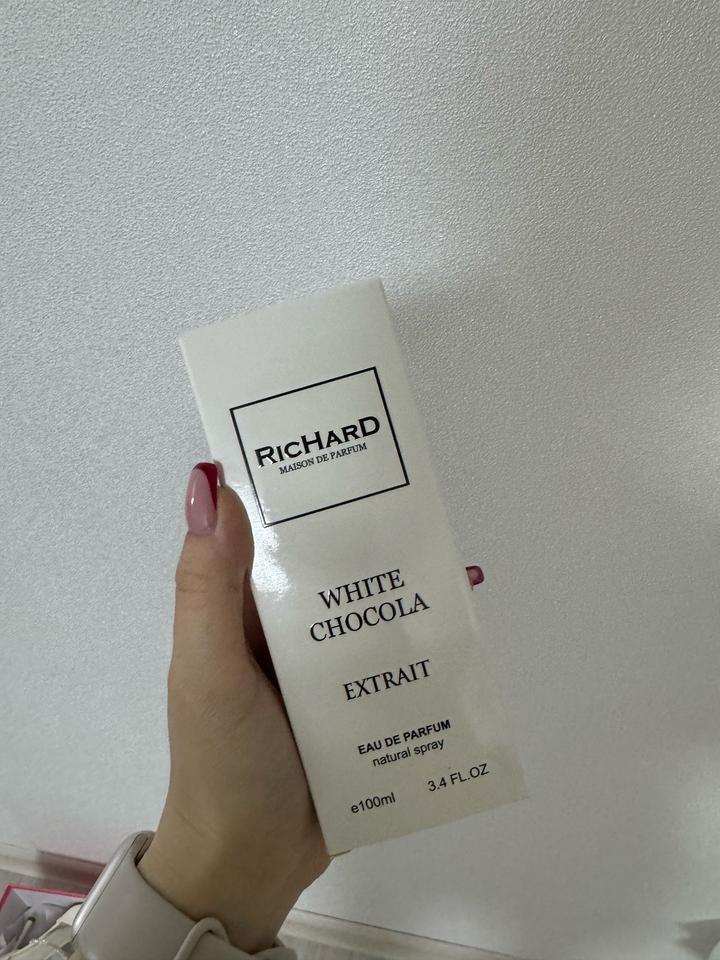 RICHARD
MAISON DE PARFUM
WHITE
CHOCOLA
EXTRAIT
EAU DE PARFUM
natural spray
e100ml 3.4 FL.OZ